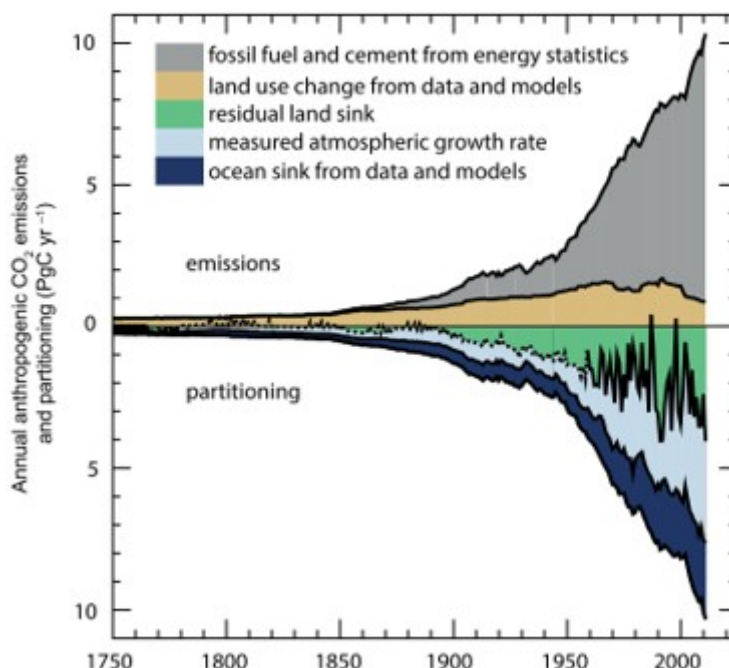 10
fossil fuel and cement from energy statistics
land use change from data and models
residual land sink
measured atmospheric growth rate
ocean sink from data and models
5
emissions
Annual anthropogenic CO₂ emissions
and partitioning (PgC yr⁻¹)
0
partitioning
5
10
1750 1800 1850 1900 1950 2000